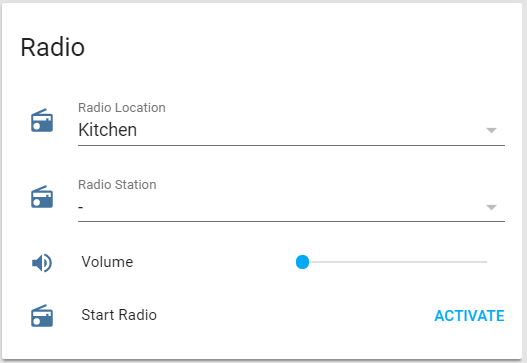 Radio
Radio Location
Kitchen
Radio Station
-
Volume
Start Radio ACTIVATE